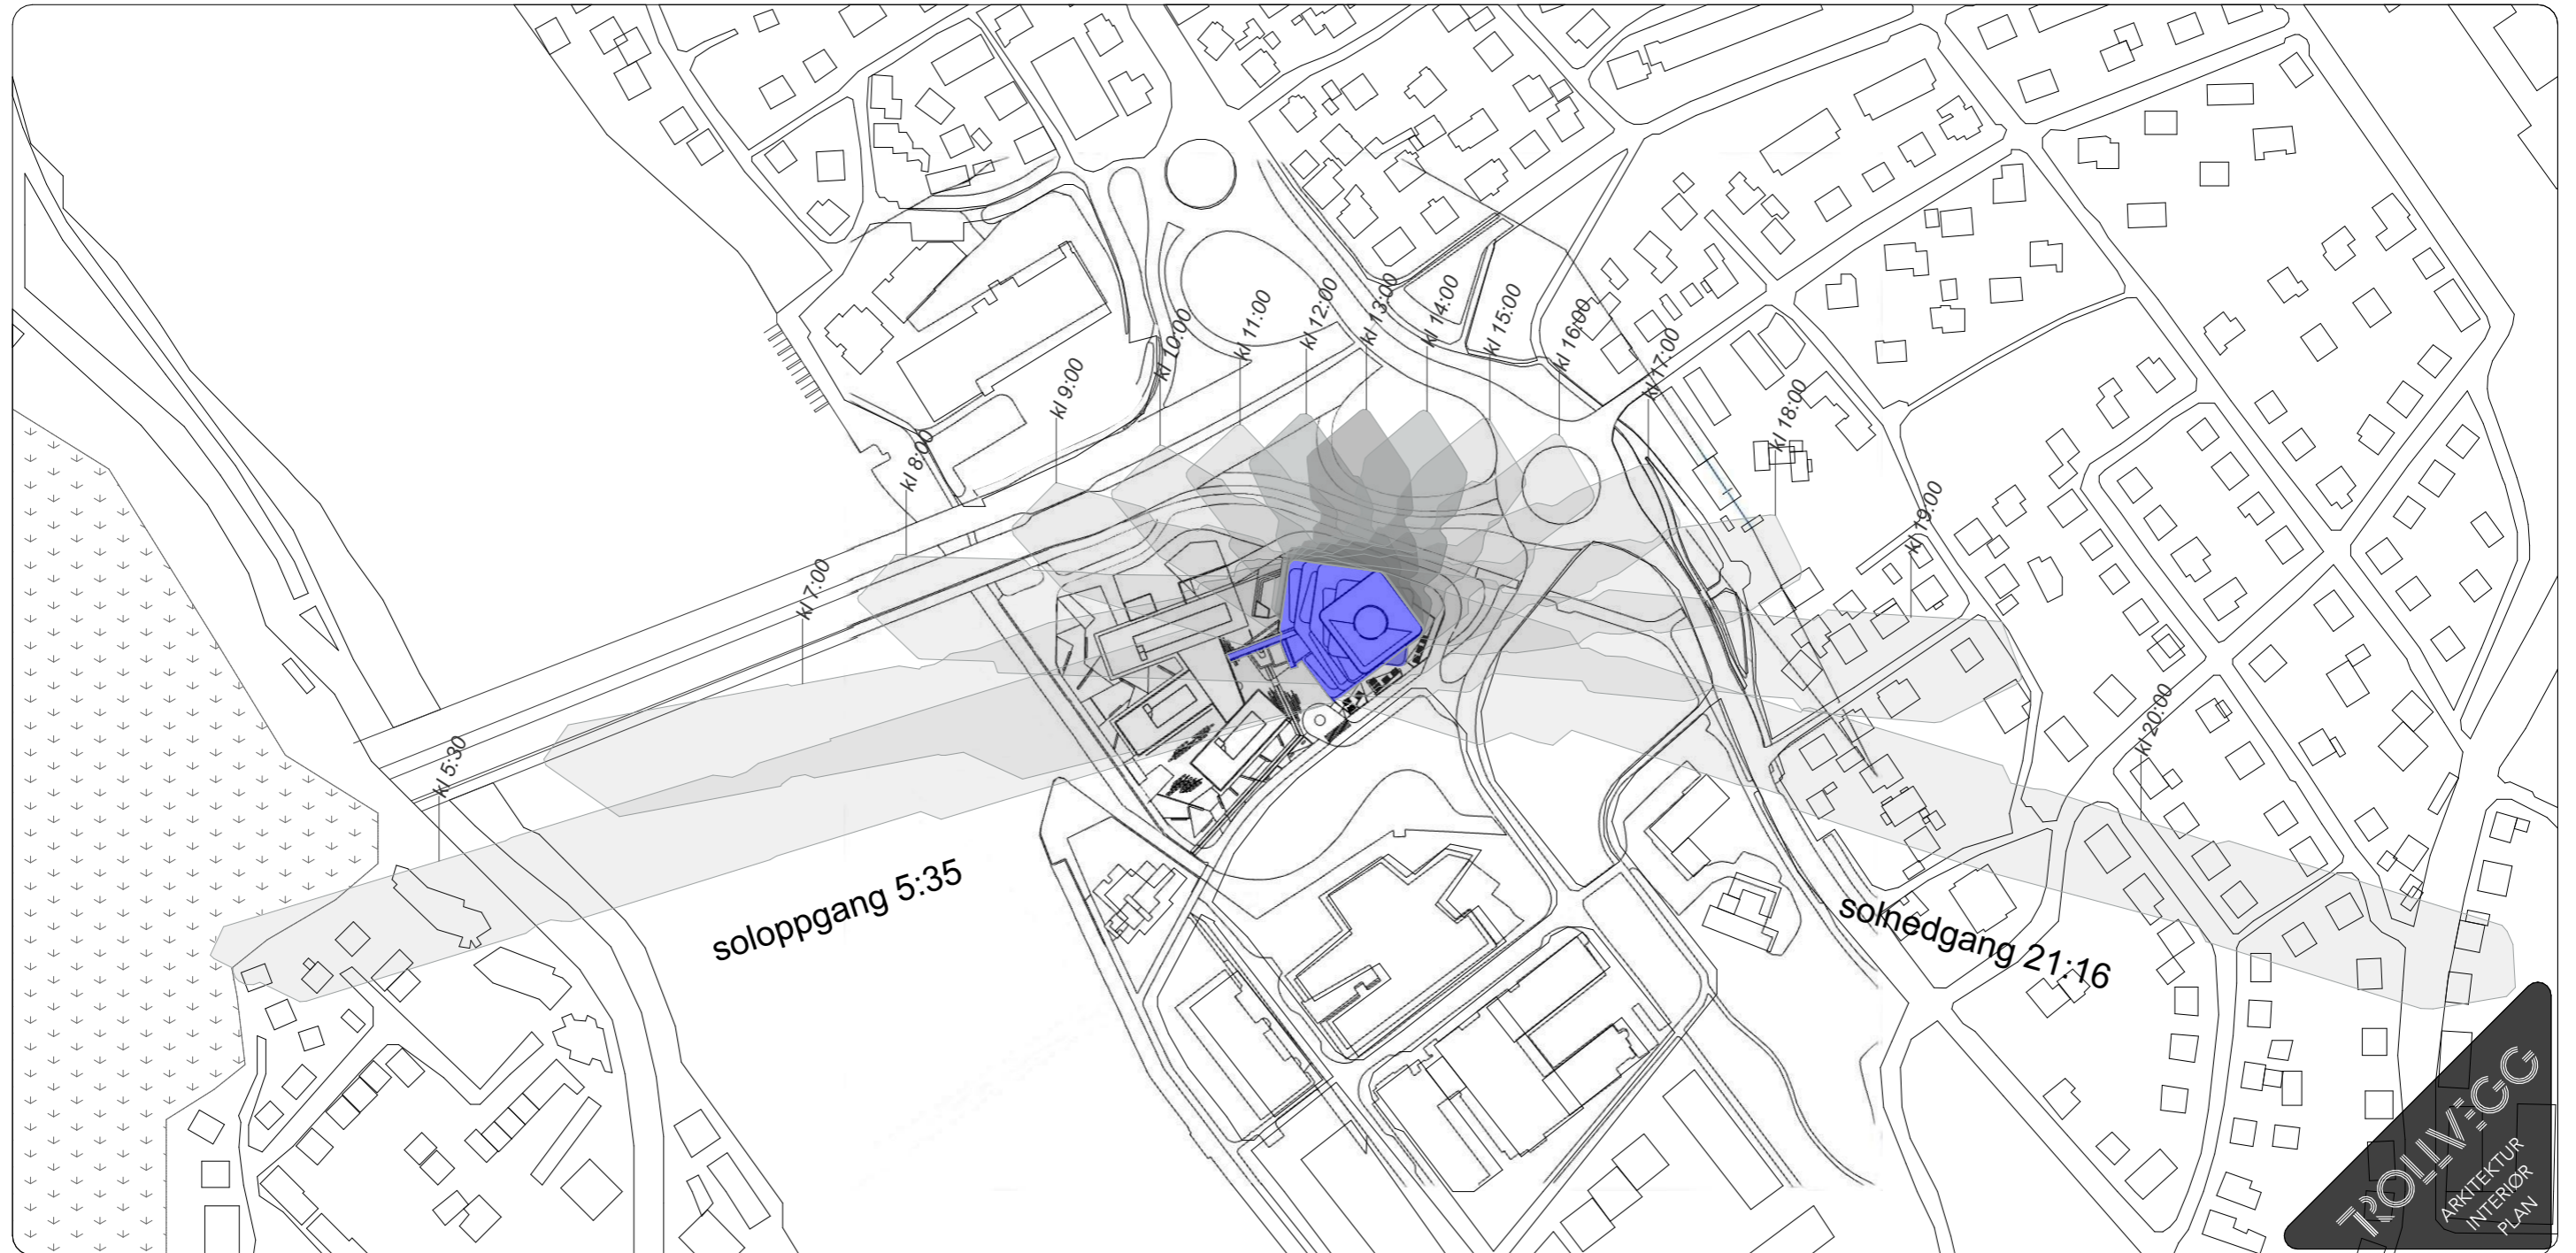 kl 5:30
kl 7:00
kl 8:00
kl 9:00
kl 10:00
kl 11:00
kl 12:00
kl 13:00
kl 14:00
kl 15:00
kl 16:00
kl 17:00
kl 18:00
kl 19:00
kl 20:00
soloppgang 5:35
solnedgang 21:16
TROLLVEGG
ARKITEKTUR
INTERIØR
PLAN